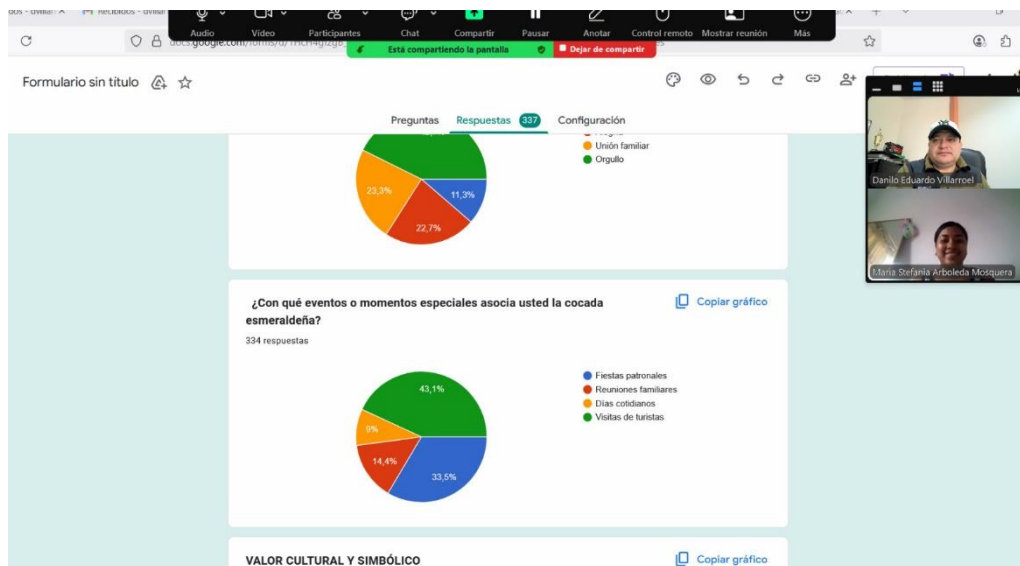 Audio
Video
Participantes
Chat
Compartir
Pausar
Anotar
Control remoto
Mostrar reunión
Más
Está compartiendo la pantalla
Dejar de compartir
Formulario sin título
Preguntas
Respuestas 337
Configuración
Unión familiar
Orgullo
23,3%
11,3%
22,7%
Danilo Eduardo Villarroel
Maria Stefania Arboleda Mosquera
¿Con qué eventos o momentos especiales asocia usted la cocada
esmeraldeña?
Copiar gráfico
334 respuestas
43,1%
9%
14,4%
33,5%
Fiestas patronales
Reuniones familiares
Días cotidianos
Visitas de turistas
VALOR CULTURAL Y SIMBÓLICO
Copiar gráfico